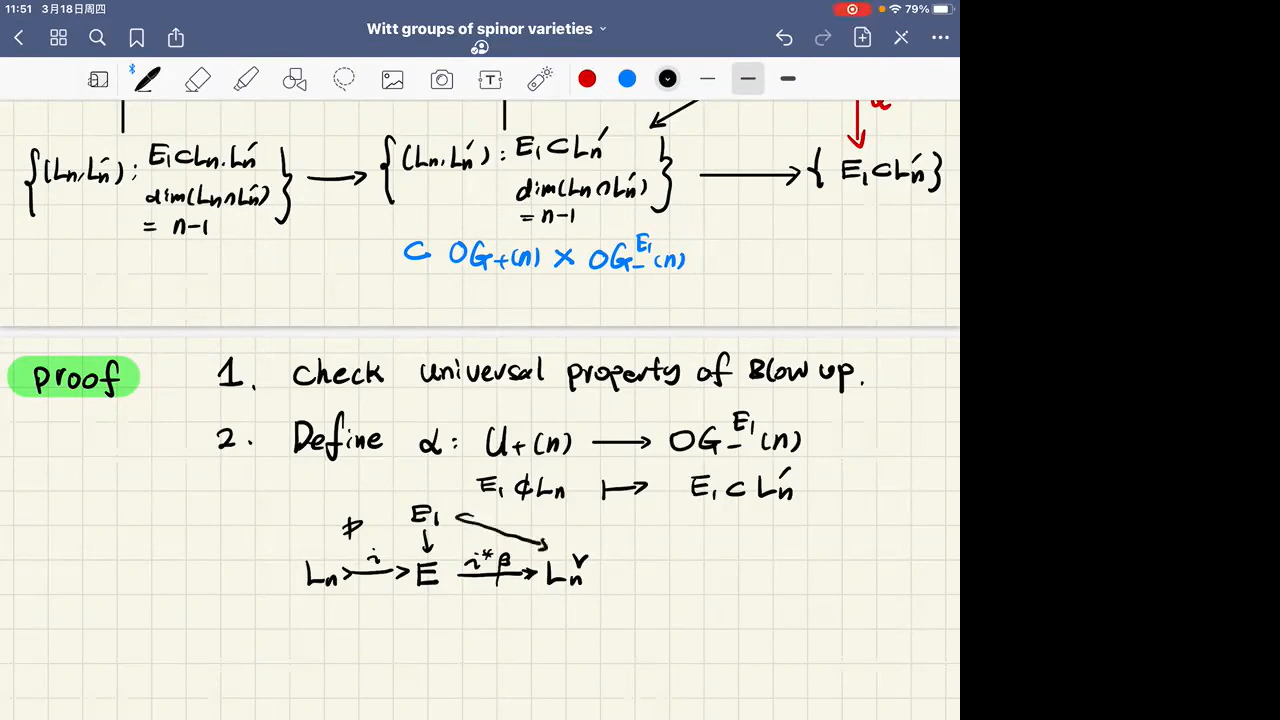 11:51 3月18日周四
79%
Witt groups of spinor varieties
{(Ln, Ln'): E₁ ⊂ Ln, Ln' dim(Ln ∩ Ln') = n-1} → {(Ln, Ln'): E₁ ⊂ Ln' dim(Ln ∩ Ln') = n-1} → {E₁ ⊂ Ln'}
α
⊂ OG₊(n) × OG₋^{E₁}(n)
Proof
1. Check universal property of Blow up.
2. Define α: U₊(n) → OG₋^{E₁}(n)
E₁ ⊄ Ln ↦ E₁ ⊂ Ln'
E₁
Ln ↣ E → Ln^∨
i
i*β